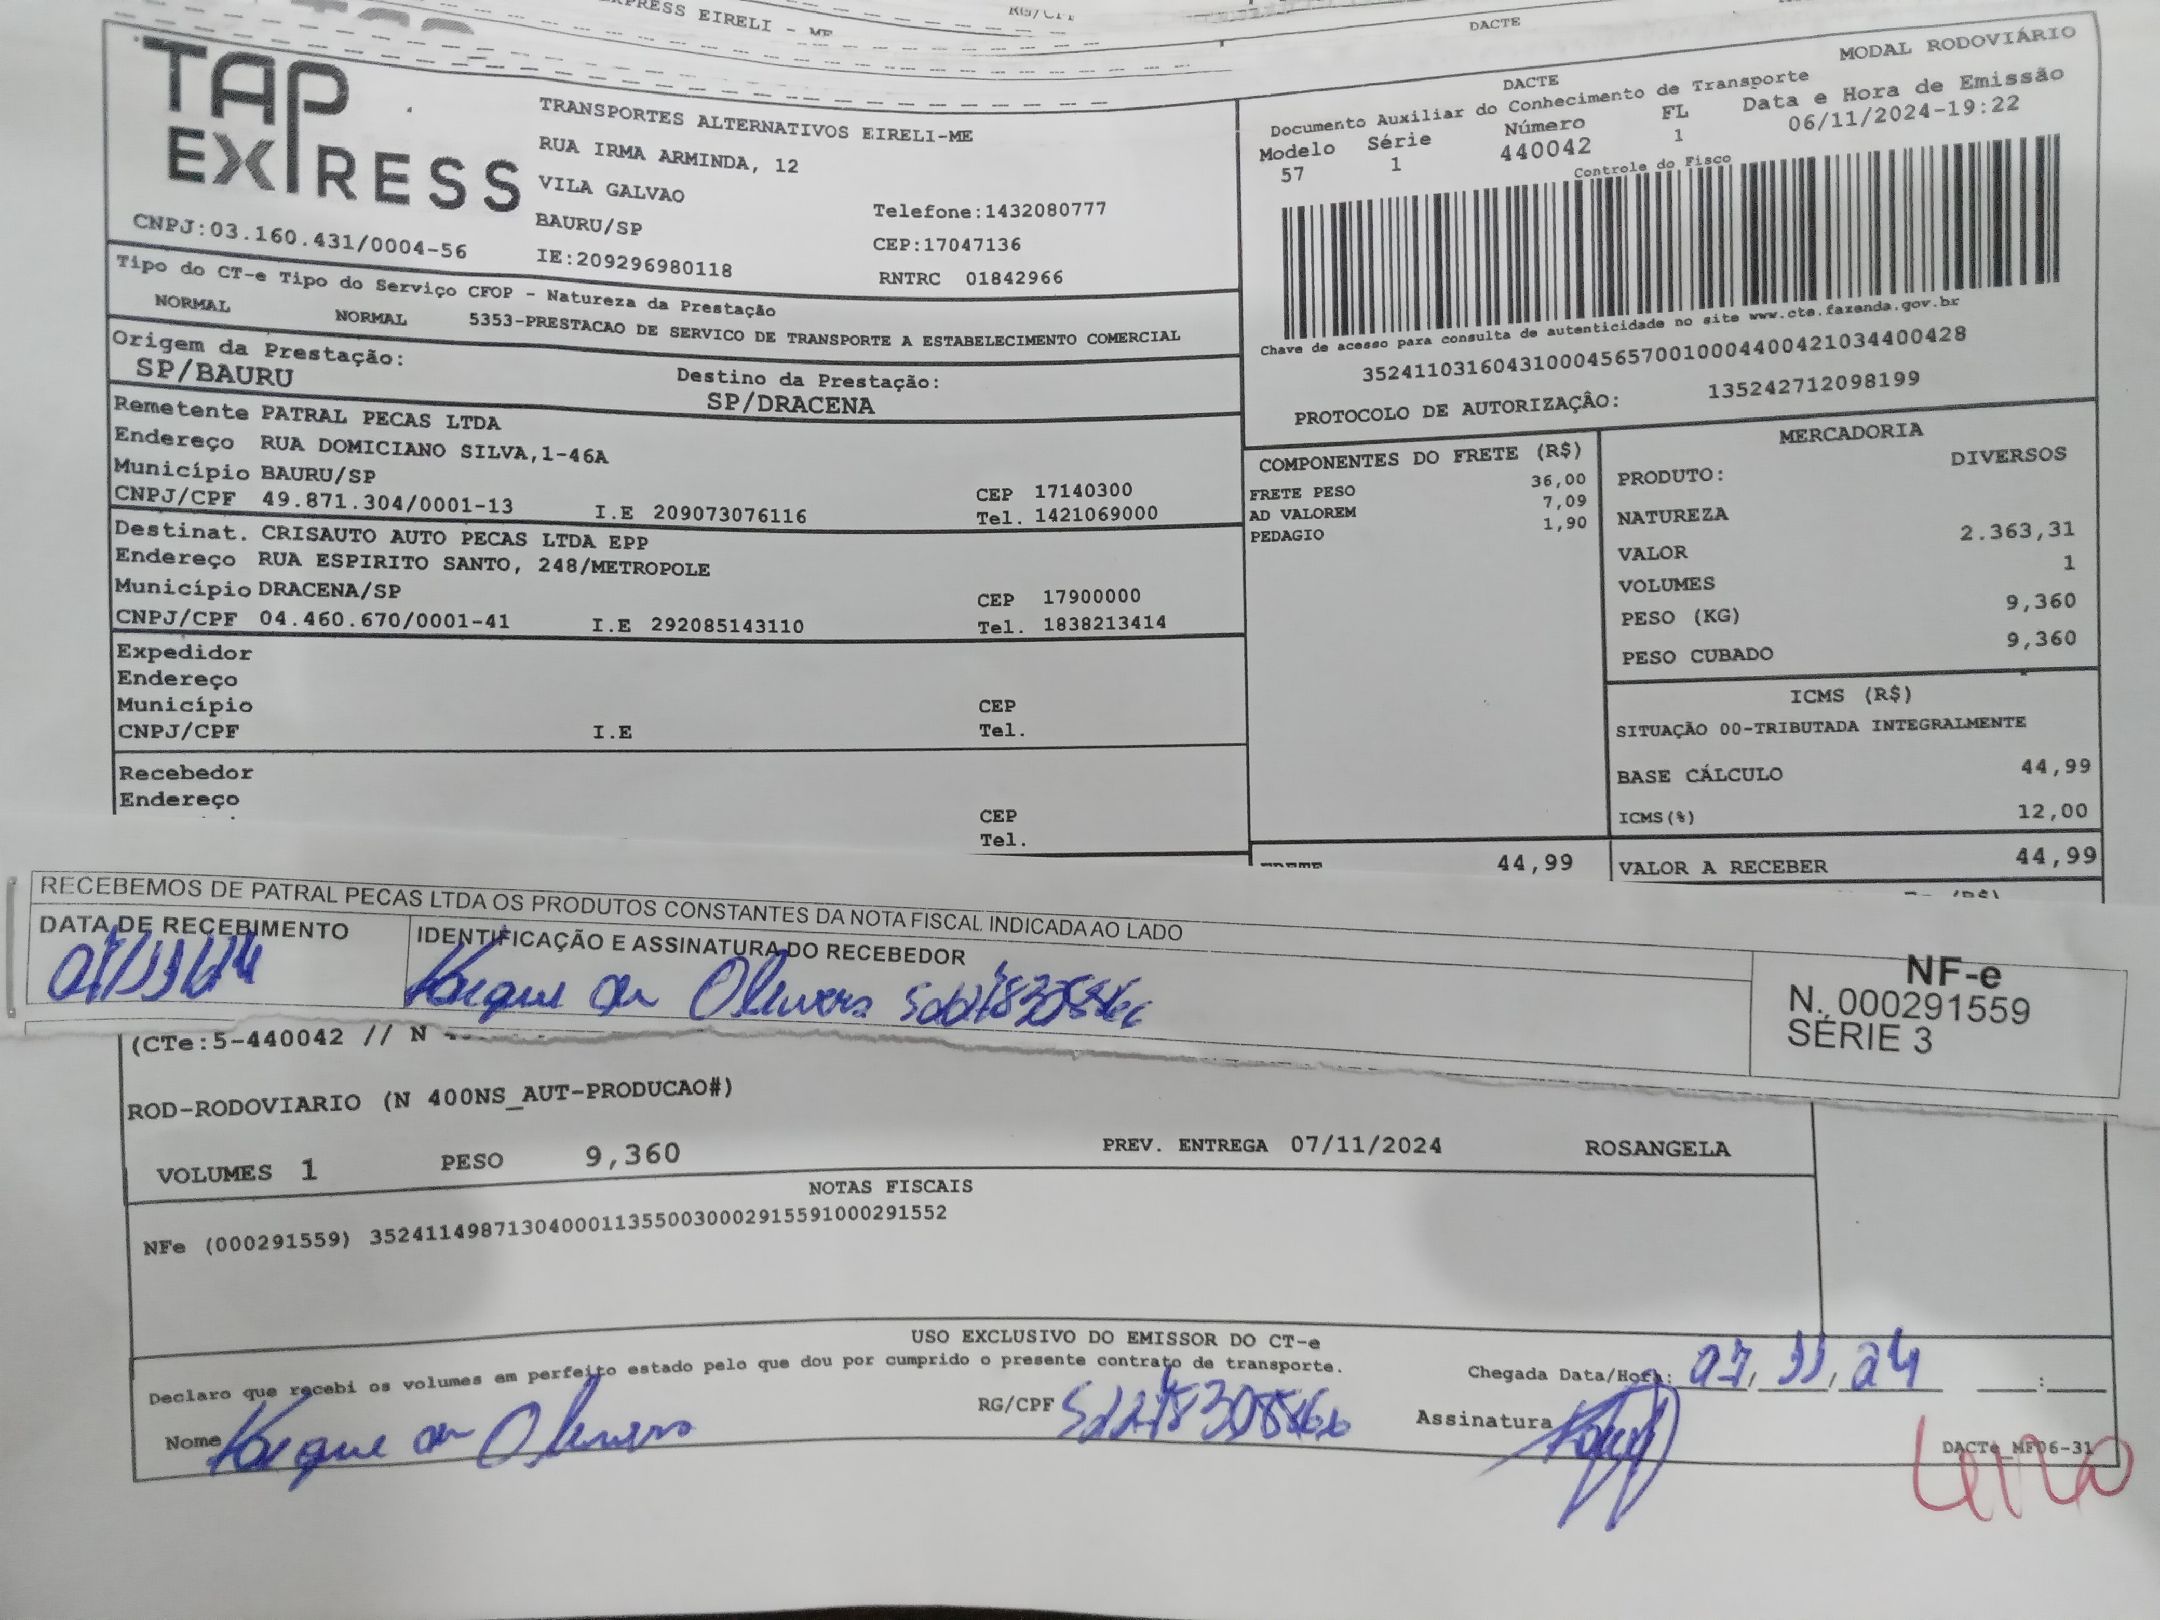 PRESS EIRELI - ME
RG/CPF
DACTE
TAP
EXPRESS
CNPJ:03.160.431/0004-56
TRANSPORTES ALTERNATIVOS EIRELI-ME
RUA IRMA ARMINDA, 12
VILA GALVAO
BAURU/SP
IE:209296980118
Telefone:1432080777
CEP:17047136
RNTRC 01842966
MODAL RODOVIÁRIO
DACTE
Documento Auxiliar do Conhecimento de Transporte
Modelo Série Número FL Data e Hora de Emissão
57 1 440042 1 06/11/2024-19:22
Controle do Fisco
Chave de acesso para consulta de autenticidade no site www.cte.fazenda.gov.br
35241103160431000456570010004400421034400428
PROTOCOLO DE AUTORIZAÇÂO: 135242712098199
Tipo do CT-e Tipo do Serviço CFOP - Natureza da Prestação
NORMAL NORMAL 5353-PRESTACAO DE SERVICO DE TRANSPORTE A ESTABELECIMENTO COMERCIAL
Origem da Prestação: Destino da Prestação:
SP/BAURU SP/DRACENA
Remetente PATRAL PECAS LTDA
Endereço RUA DOMICIANO SILVA,1-46A
Município BAURU/SP CEP 17140300
CNPJ/CPF 49.871.304/0001-13 I.E 209073076116 Tel. 1421069000
Destinat. CRISAUTO AUTO PECAS LTDA EPP
Endereço RUA ESPIRITO SANTO, 248/METROPOLE
Município DRACENA/SP CEP 17900000
CNPJ/CPF 04.460.670/0001-41 I.E 292085143110 Tel. 1838213414
Expedidor
Endereço
Município CEP
CNPJ/CPF I.E Tel.
Recebedor
Endereço
CEP
Tel.
COMPONENTES DO FRETE (R$)
FRETE PESO 36,00
AD VALOREM 7,09
PEDAGIO 1,90
44,99
MERCADORIA
PRODUTO: DIVERSOS
NATUREZA
VALOR 2.363,31
VOLUMES 1
PESO (KG) 9,360
PESO CUBADO 9,360
ICMS (R$)
SITUAÇÃO 00-TRIBUTADA INTEGRALMENTE
BASE CÁLCULO 44,99
ICMS(%) 12,00
VALOR A RECEBER 44,99
RECEBEMOS DE PATRAL PECAS LTDA OS PRODUTOS CONSTANTES DA NOTA FISCAL INDICADA AO LADO
DATA DE RECEBIMENTO IDENTIFICAÇÃO E ASSINATURA DO RECEBEDOR
07/11/24 Oliveira
NF-e
N. 000291559
SÉRIE 3
(CTe:5-440042 // N
ROD-RODOVIARIO (N 400NS_AUT-PRODUCAO#)
VOLUMES 1 PESO 9,360 PREV. ENTREGA 07/11/2024 ROSANGELA
NOTAS FISCAIS
NFe (000291559) 35241149871304000113550030002915591000291552
USO EXCLUSIVO DO EMISSOR DO CT-e
Declaro que recebi os volumes em perfeito estado pelo que dou por cumprido o presente contrato de transporte.
Chegada Data/Hora: 07, 11, 24 :
Nome Oliveira RG/CPF Assinatura
DACTe_MF06-31